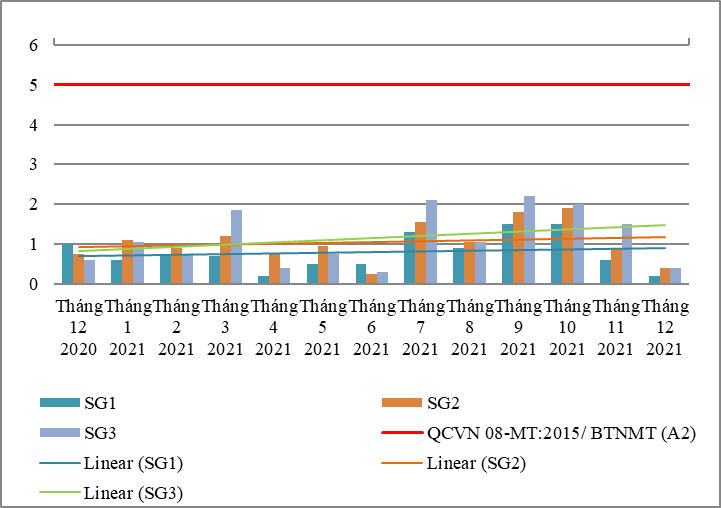 6
5
4
3
2
1
0
Tháng Tháng Tháng Tháng Tháng Tháng Tháng Tháng Tháng Tháng Tháng Tháng Tháng
12 1 2 3 4 5 6 7 8 9 10 11 12
2020 2021 2021 2021 2021 2021 2021 2021 2021 2021 2021 2021 2021
SG1 SG2
SG3 QCVN 08-MT:2015/ BTNMT (A2)
Linear (SG1) Linear (SG2)
Linear (SG3)